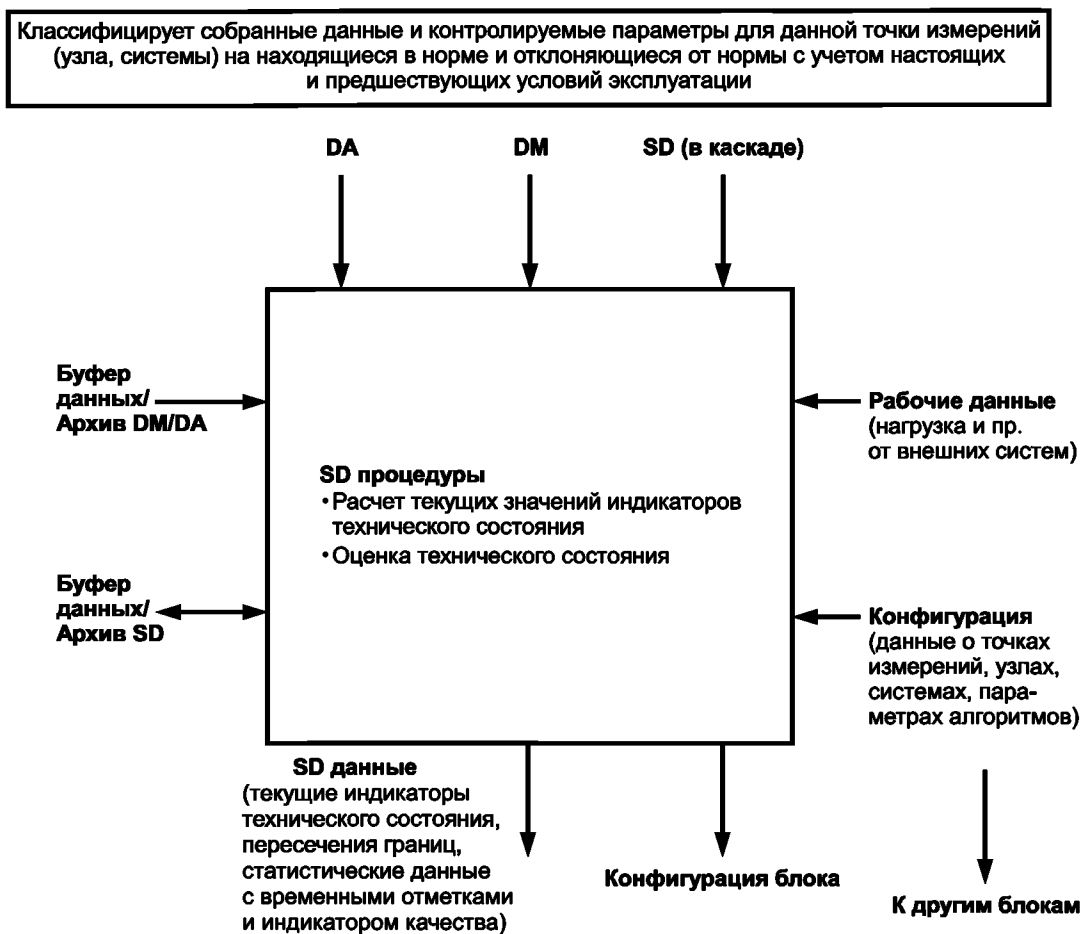 Классифицирует собранные данные и контролируемые параметры для данной точки измерений
(узла, системы) на находящиеся в норме и отклоняющиеся от нормы с учетом настоящих
и предшествующих условий эксплуатации
DA
DM
SD (в каскаде)
Буфер
данных/
Архив DM/DA
Рабочие данные
(нагрузка и пр.
от внешних систем)
SD процедуры
• Расчет текущих значений индикаторов
технического состояния
• Оценка технического состояния
Буфер
данных/
Архив SD
Конфигурация
(данные о точках
измерений, узлах,
системах, пара-
метрах алгоритмов)
SD данные
(текущие индикаторы
технического состояния,
пересечения границ,
статистические данные
с временными отметками
и индикатором качества)
Конфигурация блока
К другим блокам